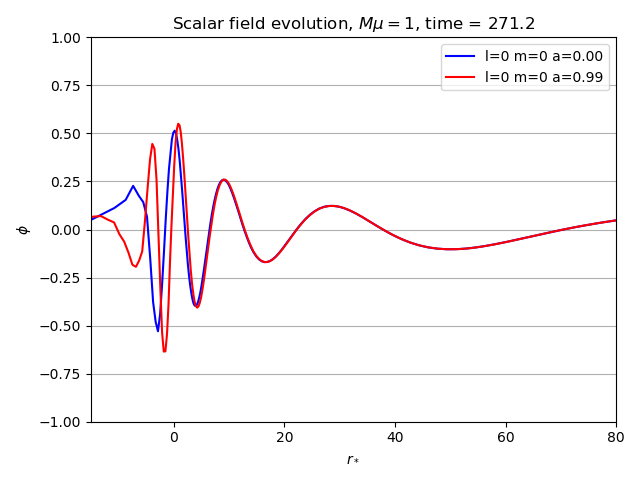 Scalar field evolution, Mμ = 1, time = 271.2
l=0 m=0 a=0.00
l=0 m=0 a=0.99
1.00
0.75
0.50
0.25
0.00
−0.25
−0.50
−0.75
−1.00
ϕ
0 20 40 60 80
r*